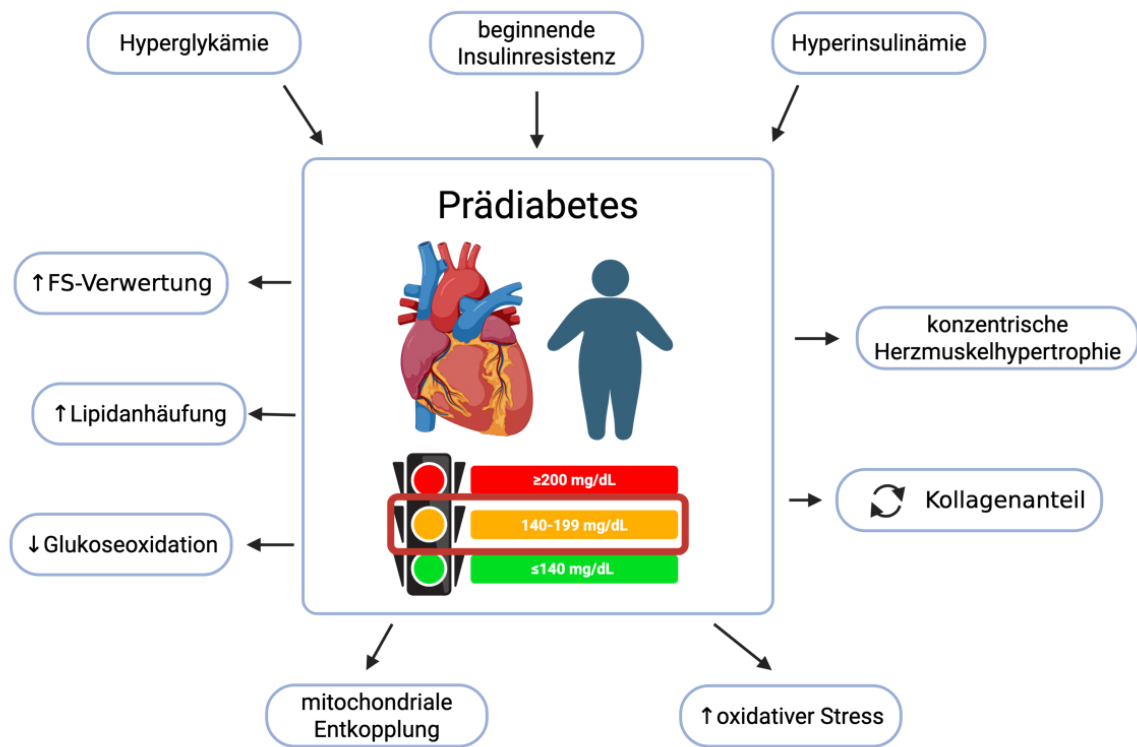 Hyperglykämie
beginnende
Insulinresistenz
Hyperinsulinämie
Prädiabetes
↑FS-Verwertung
konzentrische
Herzmuskelhypertrophie
↑Lipidanhäufung
≥200 mg/dL
140-199 mg/dL
≤140 mg/dL
Kollagenanteil
↓Glukoseoxidation
mitochondriale
Entkopplung
↑oxidativer Stress